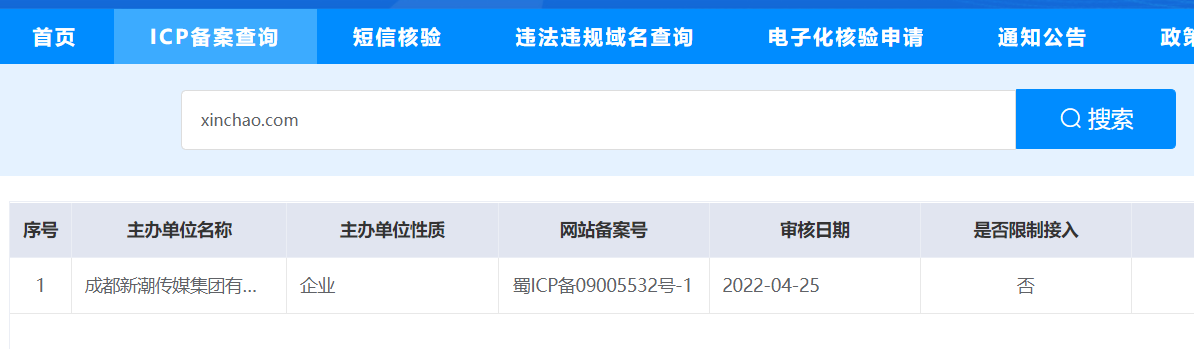 首页 ICP备案查询 短信核验 违法违规域名查询 电子化核验申请 通知公告 政策
xinchao.com 搜索
序号 主办单位名称 主办单位性质 网站备案号 审核日期 是否限制接入
1 成都新潮传媒集团有... 企业 蜀ICP备09005532号-1 2022-04-25 否